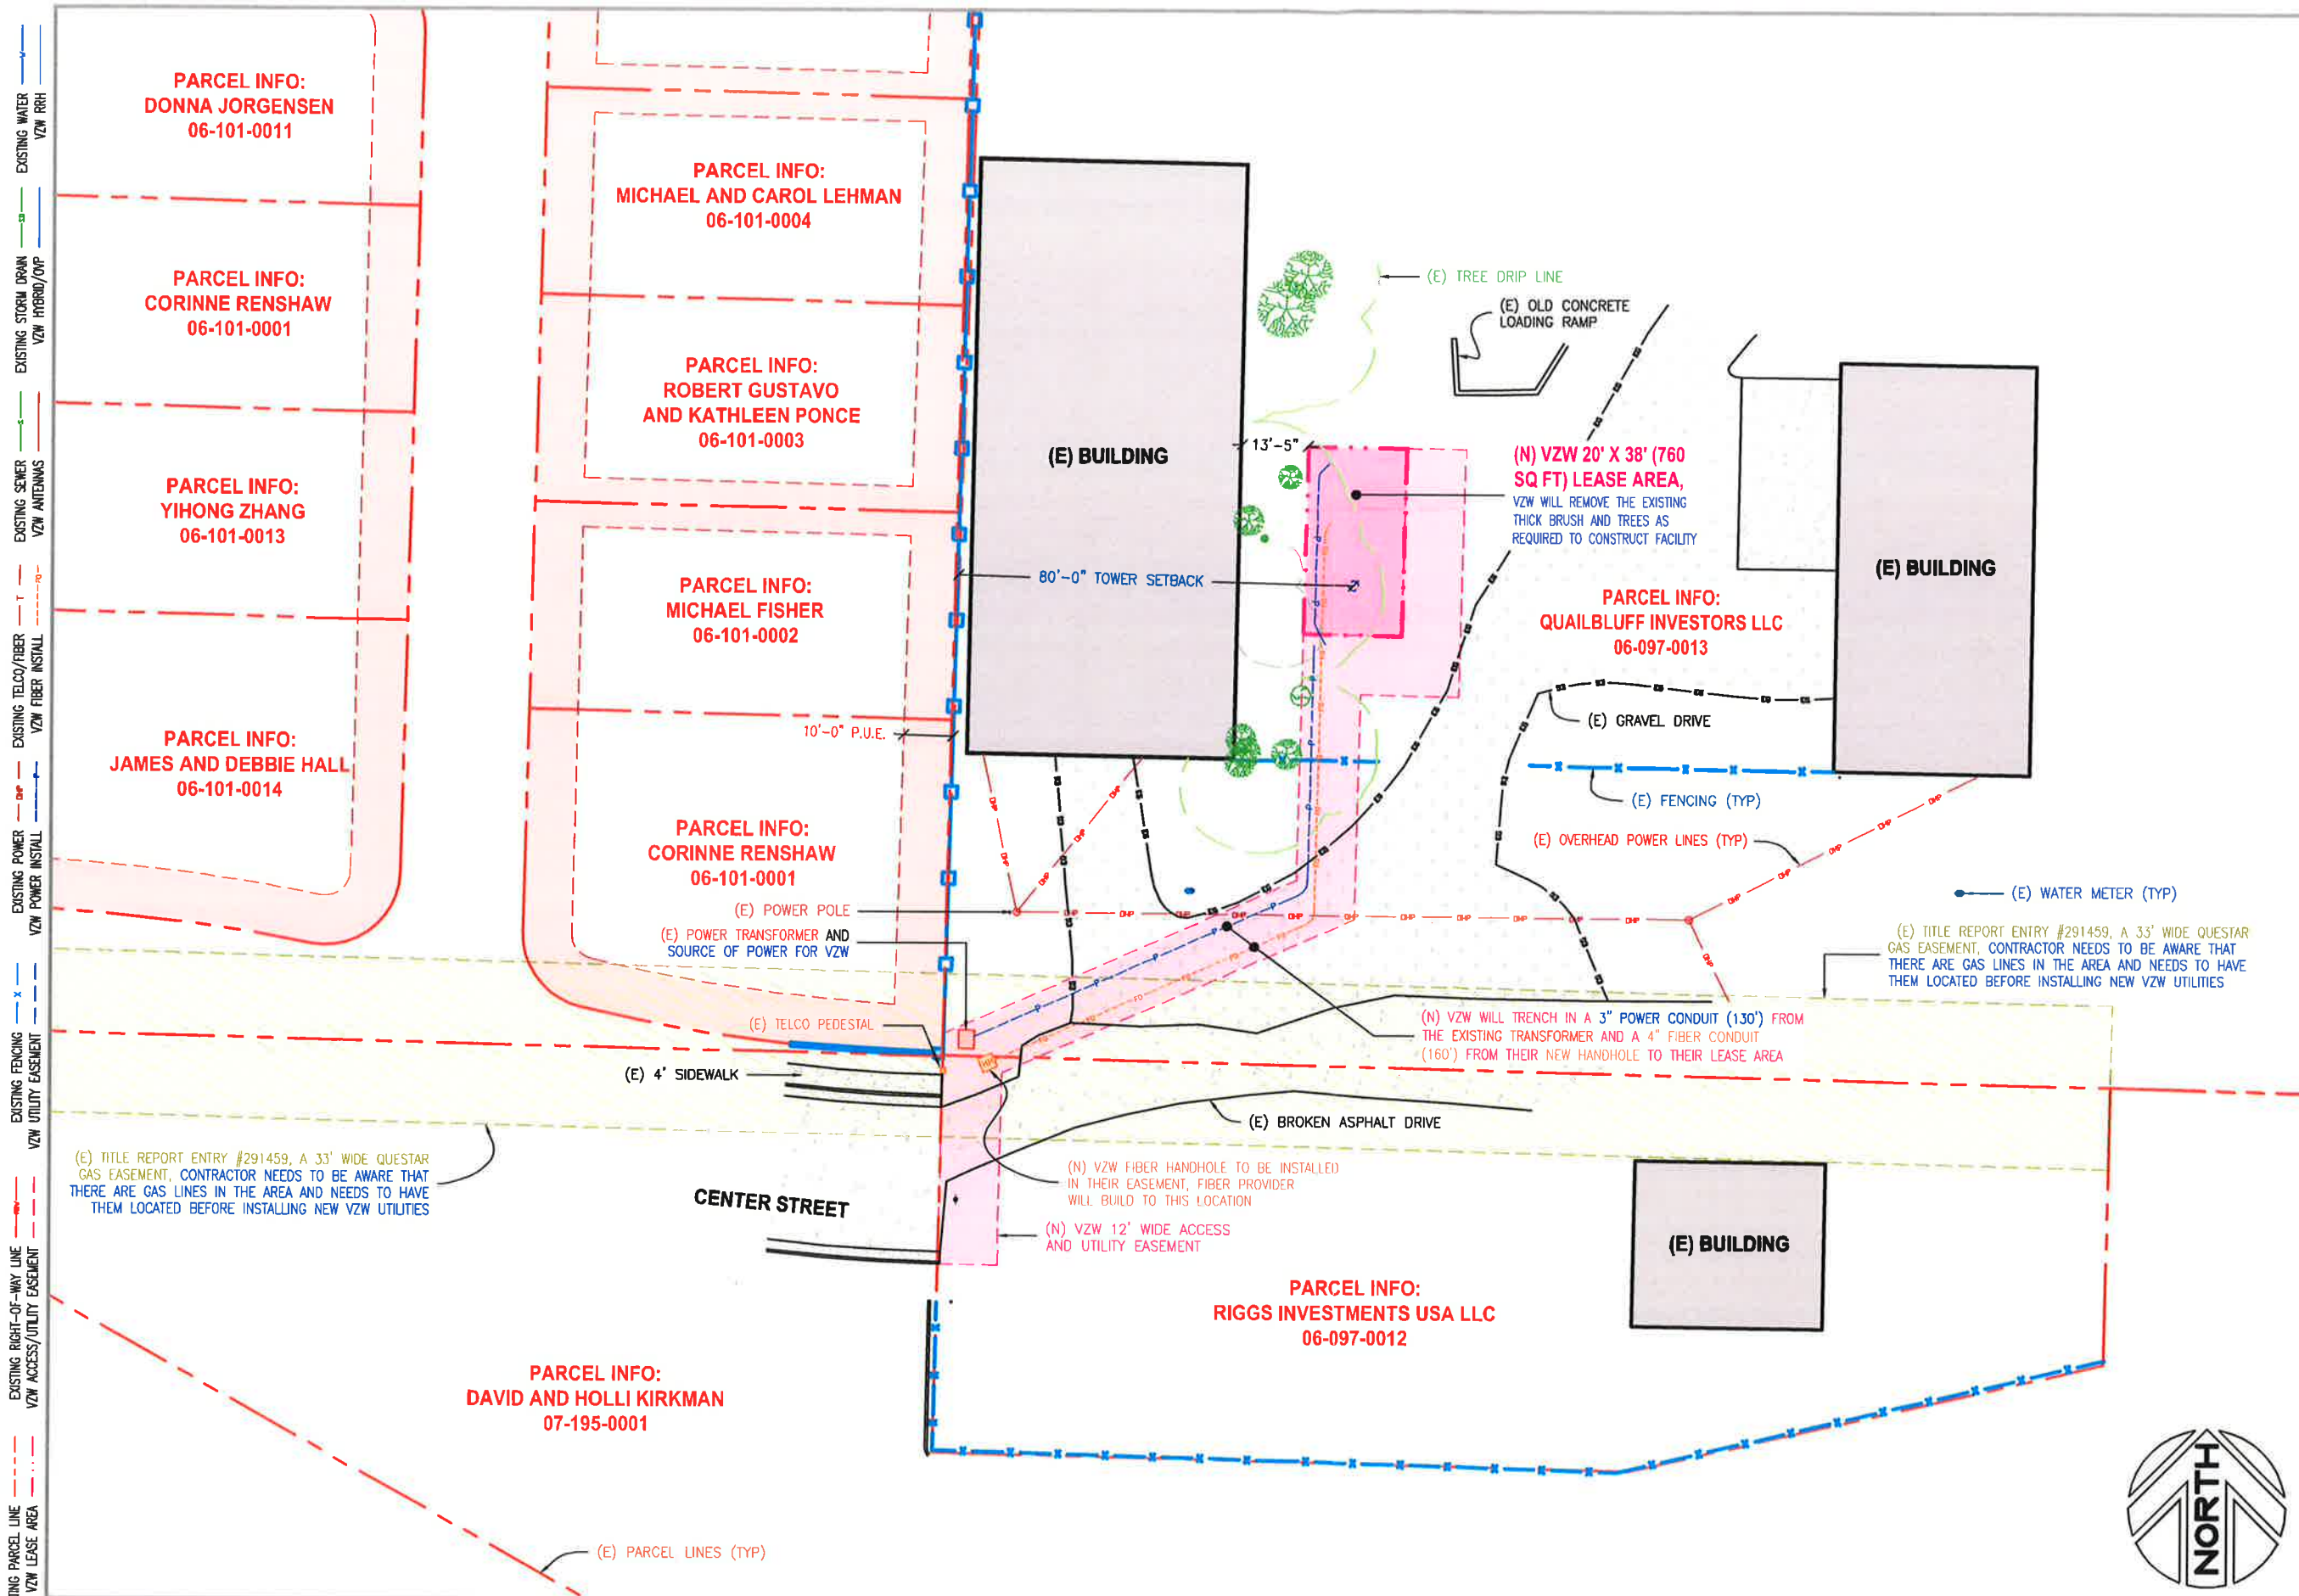 EXISTING WATER
VZW RRH
EXISTING STORM DRAIN
VZW HYBRID/OVP
EXISTING SEWER
VZW ANTENNAS
EXISTING TELCO/FIBER
VZW FIBER INSTALL
EXISTING POWER
VZW POWER INSTALL
EXISTING FENCING
VZW UTILITY EASEMENT
EXISTING RIGHT-OF-WAY LINE
VZW ACCESS/UTILITY EASEMENT
PARCEL LINE
VZW LEASE AREA
PARCEL INFO:
DONNA JORGENSEN
06-101-0011
PARCEL INFO:
CORINNE RENSHAW
06-101-0001
PARCEL INFO:
YIHONG ZHANG
06-101-0013
PARCEL INFO:
JAMES AND DEBBIE HALL
06-101-0014
PARCEL INFO:
MICHAEL AND CAROL LEHMAN
06-101-0004
PARCEL INFO:
ROBERT GUSTAVO
AND KATHLEEN PONCE
06-101-0003
PARCEL INFO:
MICHAEL FISHER
06-101-0002
10'-0" P.U.E.
PARCEL INFO:
CORINNE RENSHAW
06-101-0001
(E) BUILDING
80'-0" TOWER SETBACK
13'-5"
(E) TREE DRIP LINE
(E) OLD CONCRETE
LOADING RAMP
(N) VZW 20' X 38' (760
SQ FT) LEASE AREA,
VZW WILL REMOVE THE EXISTING
THICK BRUSH AND TREES AS
REQUIRED TO CONSTRUCT FACILITY
PARCEL INFO:
QUAILBLUFF INVESTORS LLC
06-097-0013
(E) BUILDING
(E) GRAVEL DRIVE
(E) FENCING (TYP)
(E) OVERHEAD POWER LINES (TYP)
(E) WATER METER (TYP)
(E) POWER POLE
(E) POWER TRANSFORMER AND
SOURCE OF POWER FOR VZW
(E) TELCO PEDESTAL
(E) 4' SIDEWALK
(E) TITLE REPORT ENTRY #291459, A 33' WIDE QUESTAR
GAS EASEMENT, CONTRACTOR NEEDS TO BE AWARE THAT
THERE ARE GAS LINES IN THE AREA AND NEEDS TO HAVE
THEM LOCATED BEFORE INSTALLING NEW VZW UTILITIES
(N) VZW WILL TRENCH IN A 3" POWER CONDUIT (130') FROM
THE EXISTING TRANSFORMER AND A 4" FIBER CONDUIT
(160') FROM THEIR NEW HANDHOLE TO THEIR LEASE AREA
(E) BROKEN ASPHALT DRIVE
(E) TITLE REPORT ENTRY #291459, A 33' WIDE QUESTAR
GAS EASEMENT, CONTRACTOR NEEDS TO BE AWARE THAT
THERE ARE GAS LINES IN THE AREA AND NEEDS TO HAVE
THEM LOCATED BEFORE INSTALLING NEW VZW UTILITIES
CENTER STREET
(N) VZW FIBER HANDHOLE TO BE INSTALLED
IN THEIR EASEMENT, FIBER PROVIDER
WILL BUILD TO THIS LOCATION
(N) VZW 12' WIDE ACCESS
AND UTILITY EASEMENT
(E) BUILDING
PARCEL INFO:
RIGGS INVESTMENTS USA LLC
06-097-0012
PARCEL INFO:
DAVID AND HOLLI KIRKMAN
07-195-0001
(E) PARCEL LINES (TYP)
NORTH